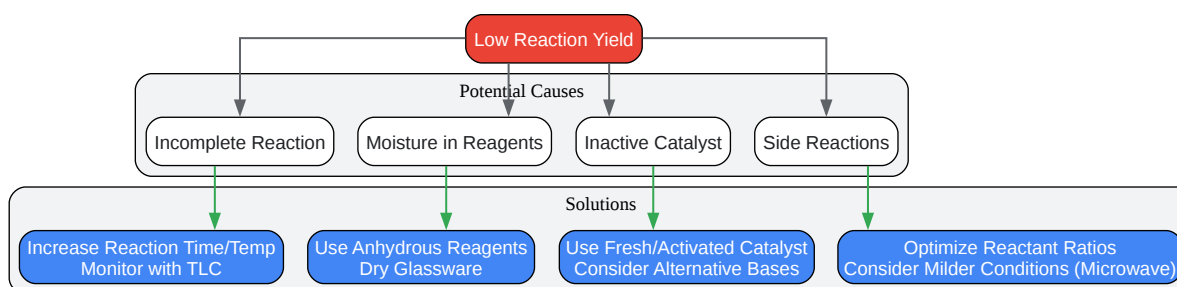 Low Reaction Yield
Potential Causes
Incomplete Reaction
Moisture in Reagents
Inactive Catalyst
Side Reactions
Solutions
Increase Reaction Time/Temp
Monitor with TLC
Use Anhydrous Reagents
Dry Glassware
Use Fresh/Activated Catalyst
Consider Alternative Bases
Optimize Reactant Ratios
Consider Milder Conditions (Microwave)